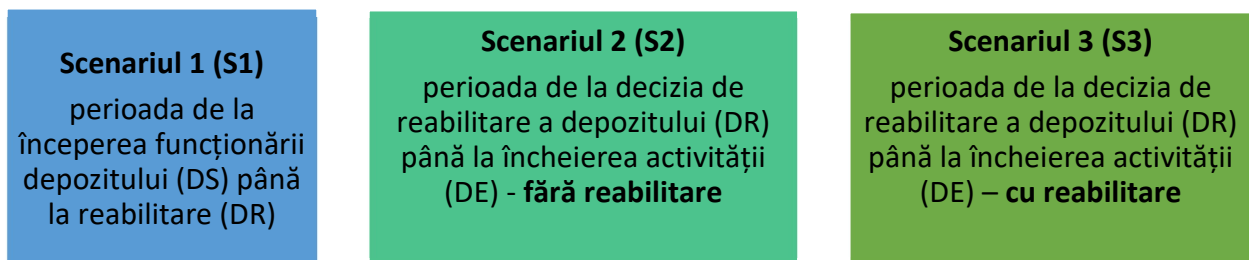 Scenariul 1 (S1)
perioada de la
începerea funcționării
depozitului (DS) până
la reabilitare (DR)
Scenariul 2 (S2)
perioada de la decizia de
reabilitare a depozitului (DR)
până la încheierea activității
(DE) - fără reabilitare
Scenariul 3 (S3)
perioada de la decizia de
reabilitare a depozitului (DR)
până la încheierea activității
(DE) – cu reabilitare